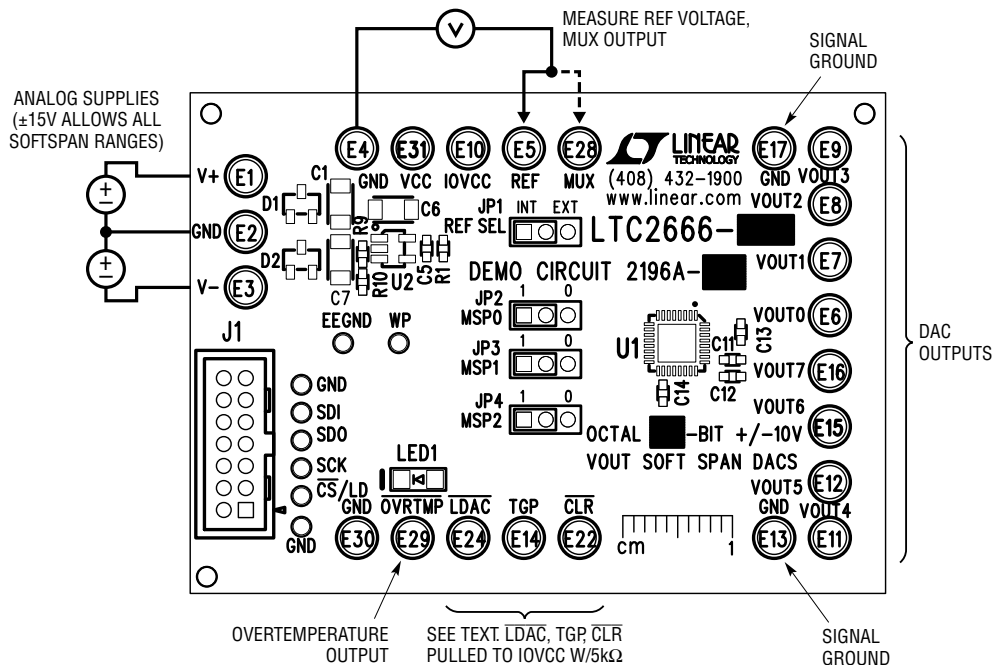 MEASURE REF VOLTAGE,
MUX OUTPUT
V
SIGNAL
GROUND
ANALOG SUPPLIES
(±15V ALLOWS ALL
SOFTSPAN RANGES)
E4 E31 E10 E5 E28
GND VCC IOVCC REF MUX
LINEAR
TECHNOLOGY
(408) 432-1900
www.linear.com
E17 E9
GND VOUT3
V+ E1
C1
D1
C6
JP1 INT EXT
REF SEL
VOUT2 E8
LTC2666-
GND E2
R9
U2
C5
R1
D2
C7
R10
VOUT1 E7
DEMO CIRCUIT 2196A-
V- E3
JP2 1 0
MSP0
VOUT0 E6
EEGND WP
J1
JP3 1 0
MSP1
U1
C13
C11
C12
C14
VOUT7 E16
DAC
OUTPUTS
GND
SDI
SDO
SCK
CS/LD
GND
JP4 1 0
MSP2
VOUT6 E15
OCTAL -BIT +/-10V
VOUT SOFT SPAN DACS
LED1
VOUT5 E12
GND OVRTMP LDAC TGP CLR
E30 E29 E24 E14 E22
cm 1
GND VOUT4
E13 E11
OVERTEMPERATURE
OUTPUT
SEE TEXT. LDAC, TGP, CLR
PULLED TO IOVCC W/5kΩ
SIGNAL
GROUND